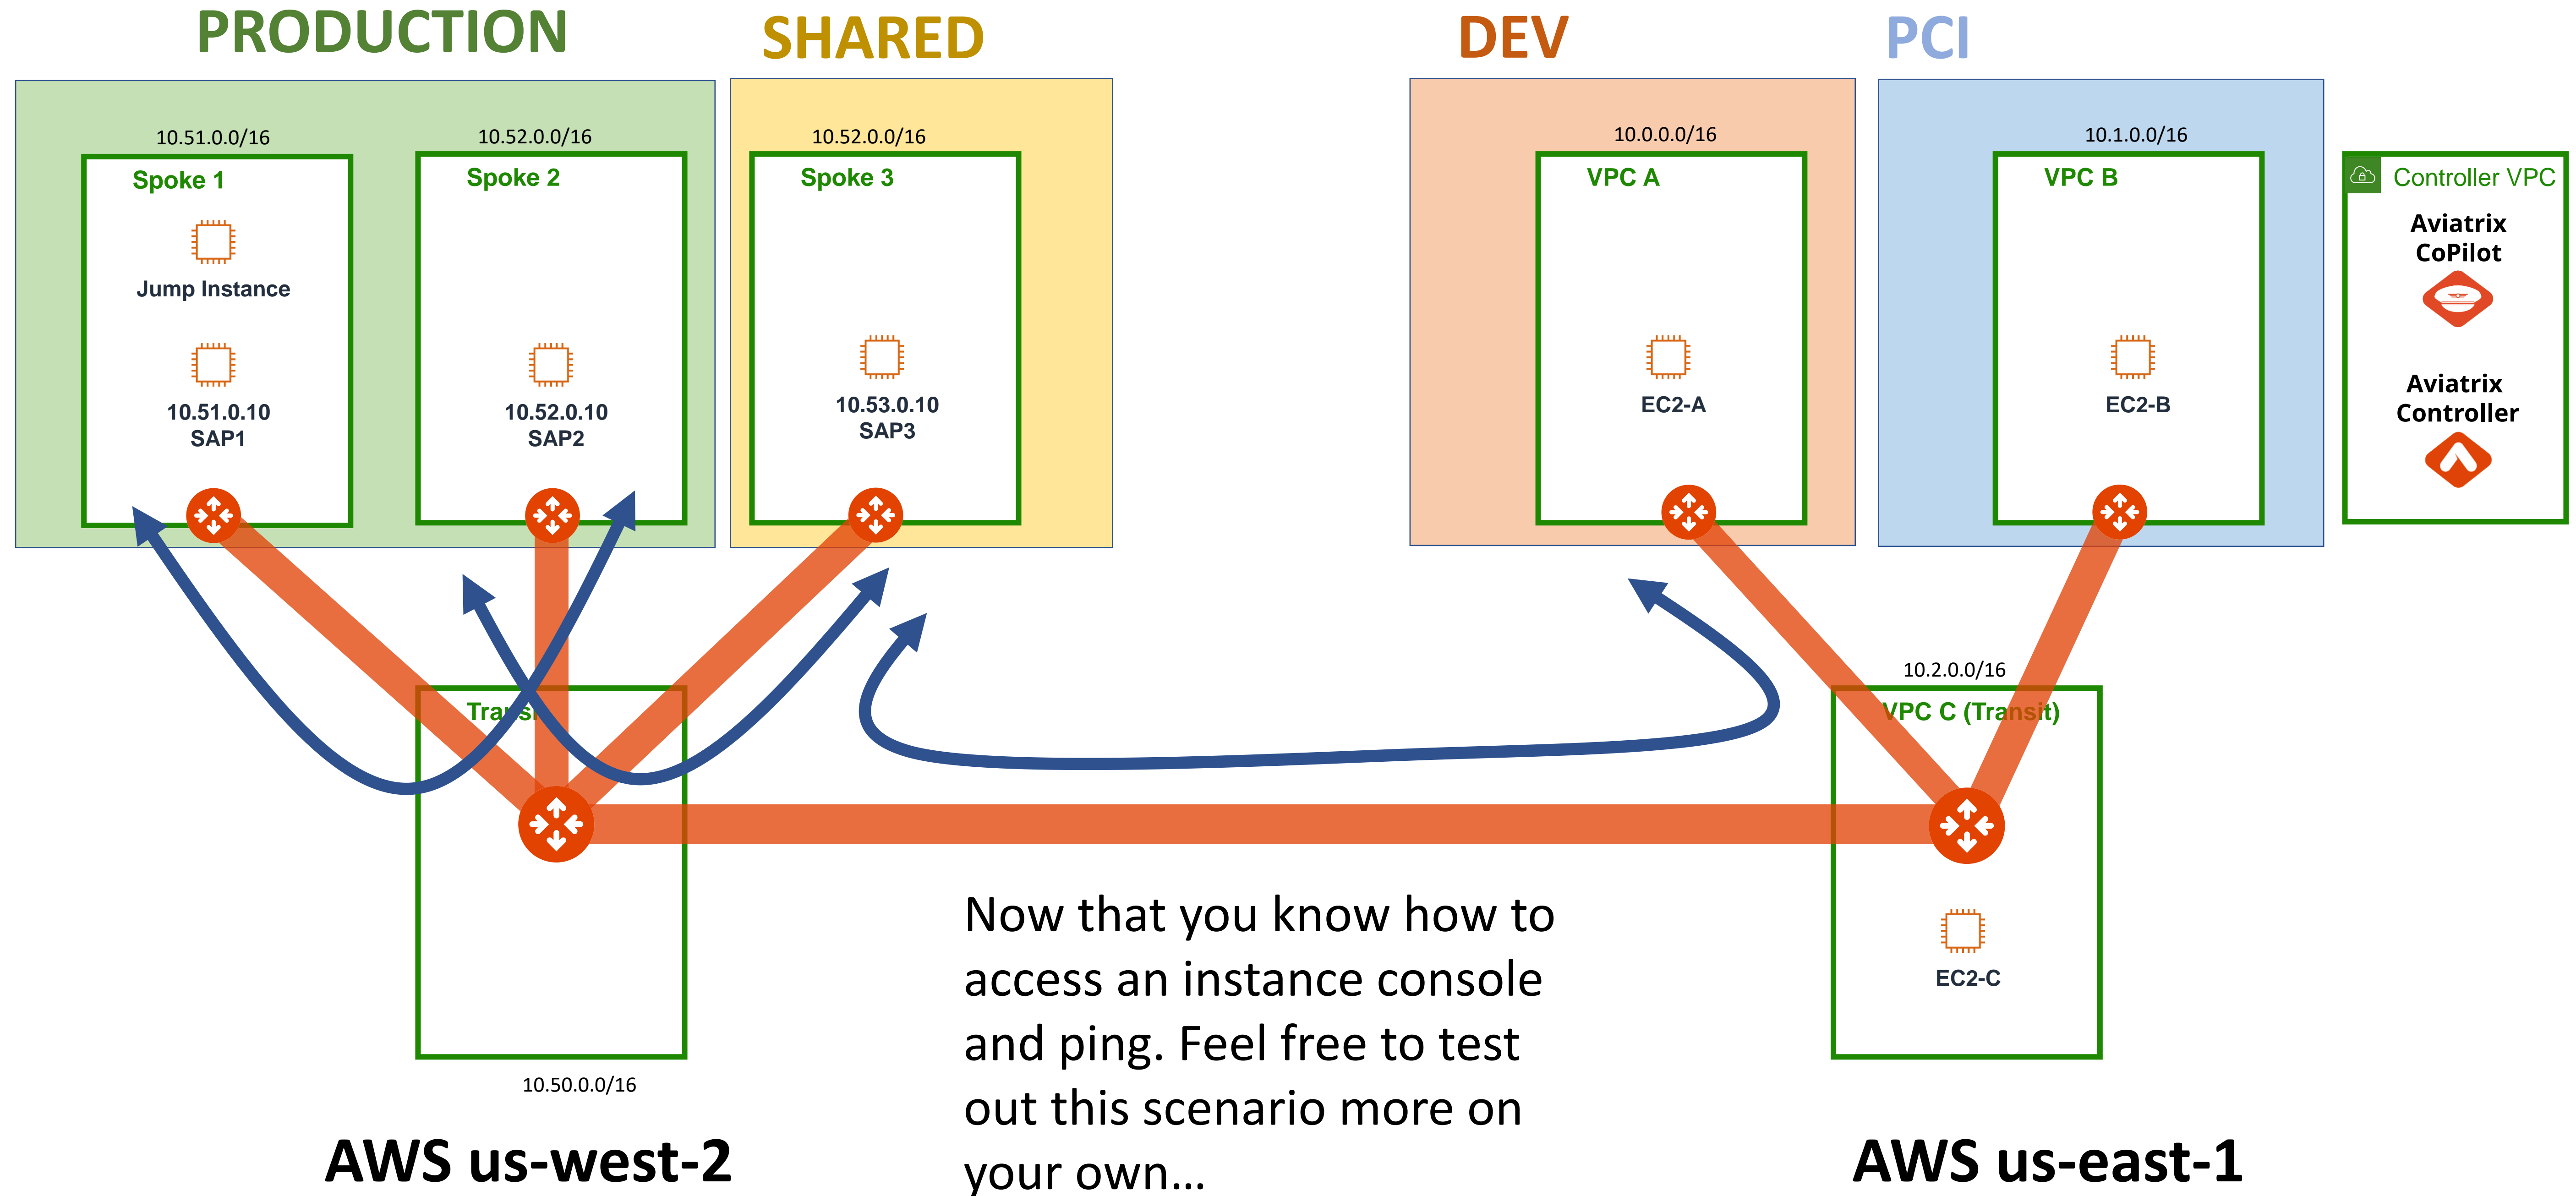 PRODUCTION
SHARED
DEV
PCI
10.51.0.0/16
10.52.0.0/16
10.52.0.0/16
10.0.0.0/16
10.1.0.0/16
Spoke 1
Spoke 2
Spoke 3
VPC A
VPC B
Controller VPC
Aviatrix
CoPilot
Jump Instance
Aviatrix
Controller
10.51.0.10
SAP1
10.52.0.10
SAP2
10.53.0.10
SAP3
EC2-A
EC2-B
10.2.0.0/16
Transit
VPC C (Transit)
EC2-C
10.50.0.0/16
Now that you know how to
access an instance console
and ping. Feel free to test
out this scenario more on
your own...
AWS us-west-2
AWS us-east-1